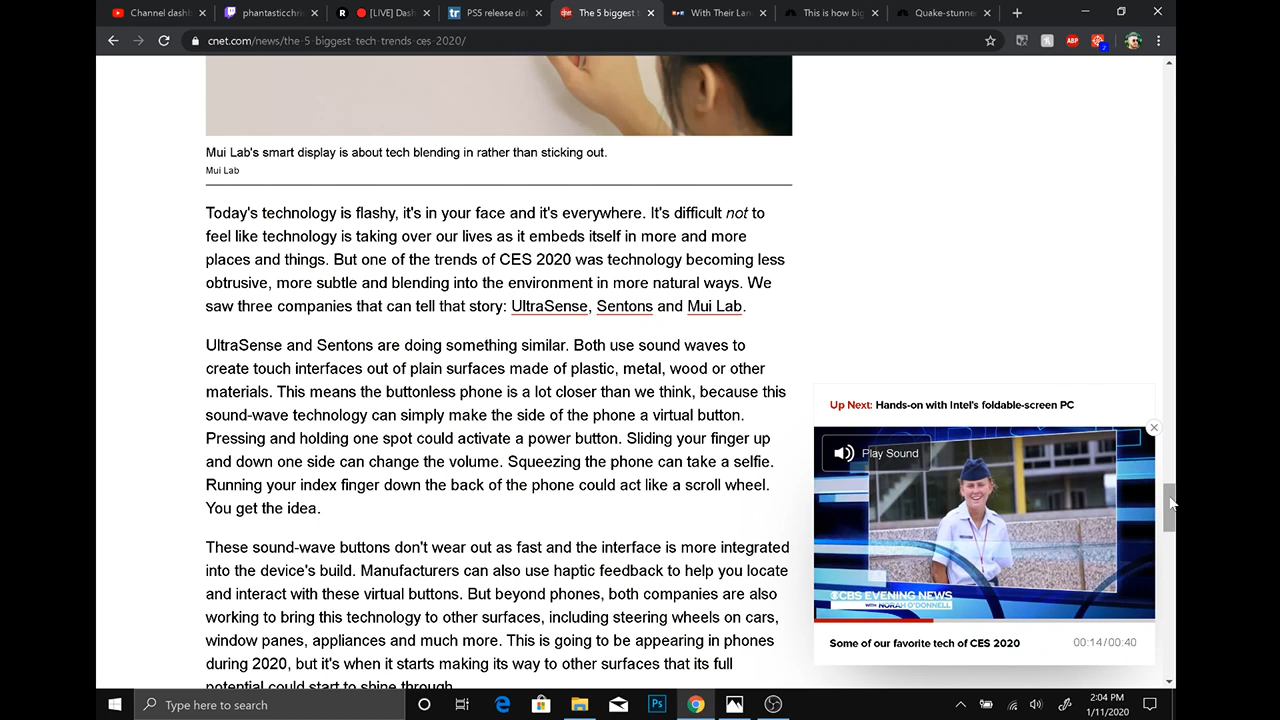 Channel dashb
phantasticchris
[LIVE] Dash
PS5 release dat
The 5 biggest t
With Their Lan
This is how big
Quake-stunne
cnet.com/news/the-5-biggest-tech-trends-ces-2020/
ABP
2
Mui Lab's smart display is about tech blending in rather than sticking out.
Mui Lab
Today's technology is flashy, it's in your face and it's everywhere. It's difficult not to
feel like technology is taking over our lives as it embeds itself in more and more
places and things. But one of the trends of CES 2020 was technology becoming less
obtrusive, more subtle and blending into the environment in more natural ways. We
saw three companies that can tell that story: UltraSense, Sentons and Mui Lab.
UltraSense and Sentons are doing something similar. Both use sound waves to
create touch interfaces out of plain surfaces made of plastic, metal, wood or other
materials. This means the buttonless phone is a lot closer than we think, because this
sound-wave technology can simply make the side of the phone a virtual button.
Pressing and holding one spot could activate a power button. Sliding your finger up
and down one side can change the volume. Squeezing the phone can take a selfie.
Running your index finger down the back of the phone could act like a scroll wheel.
You get the idea.
These sound-wave buttons don't wear out as fast and the interface is more integrated
into the device's build. Manufacturers can also use haptic feedback to help you locate
and interact with these virtual buttons. But beyond phones, both companies are also
working to bring this technology to other surfaces, including steering wheels on cars,
window panes, appliances and much more. This is going to be appearing in phones
during 2020, but it's when it starts making its way to other surfaces that its full
potential could start to shine through.
Up Next: Hands-on with Intel's foldable-screen PC
Play Sound
CBS EVENING NEWS
WITH NORAH O'DONNELL
Some of our favorite tech of CES 2020
00:14/00:40
Type here to search
Ps
2:04 PM
1/11/2020